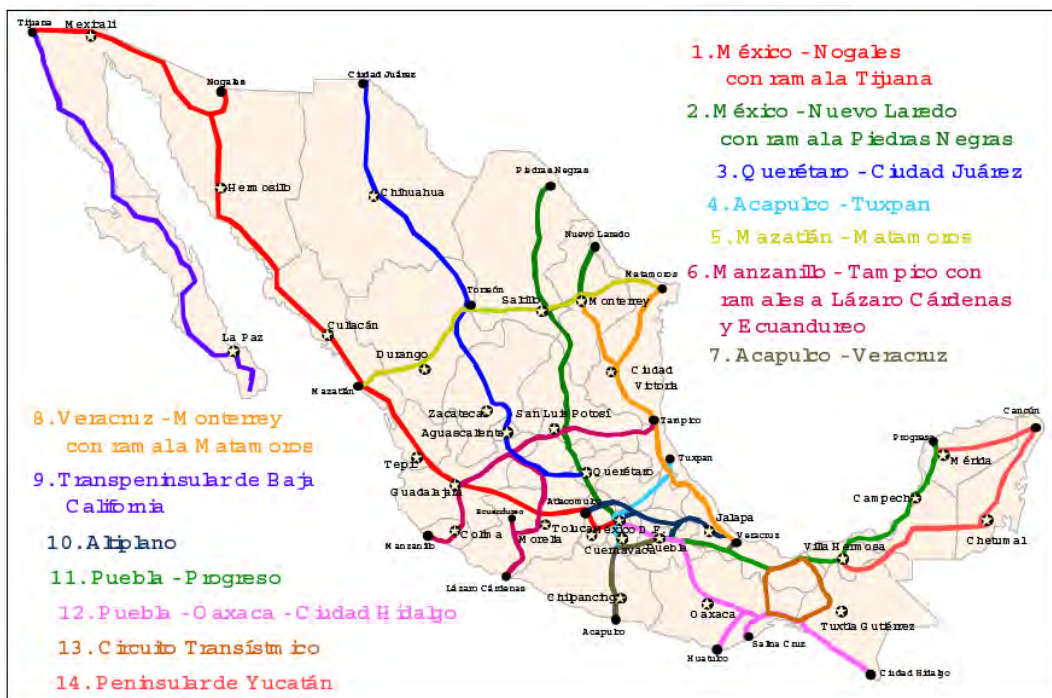 Tijuana
Mexicali
Nogales
Ciudad Juárez
1.México - Nogales
con ramal a Tijuana
2.México - Nuevo Laredo
con ramal a Piedras Negras
3.Querétaro - Ciudad Juárez
4.Acapulco - Tuxpan
5.Mazatlán - Matamoros
6.Manzanillo - Tampico con
ramales a Lázaro Cárdenas
y Ecuandureo
7.Acapulco - Veracruz
Hermosillo
Chihuahua
Piedras Negras
Nuevo Laredo
Matamoros
Torreón
Saltillo
Monterrey
Culiacán
La Paz
Durango
Mazatlán
Ciudad
Victoria
Zacatecas
San Luis Potosí
Aguascalientes
Tampico
Tuxpan
Tepic
Guadalajara
Querétaro
Cancún
Progreso
Mérida
Campech
Ecuandureo
Atlacomulco
Toluca
México D.F.
Jalapa
Manzanillo
Colima
Morelia
Cuernavaca
Puebla
Veracruz
Villa Hermosa
Chetumal
Lázaro Cárdenas
Chilpancingo
Oaxaca
Tuxtla Gutiérrez
Acapulco
Huatulco
Salina Cruz
Ciudad Hidalgo
8.Veracruz - Monterrey
con ramal a Matamoros
9.Transpeninsular de Baja
California
10.Altiplano
11.Puebla - Progreso
12.Puebla - Oaxaca - Ciudad Hidalgo
13.Circuito Transístmico
14.Peninsular de Yucatán